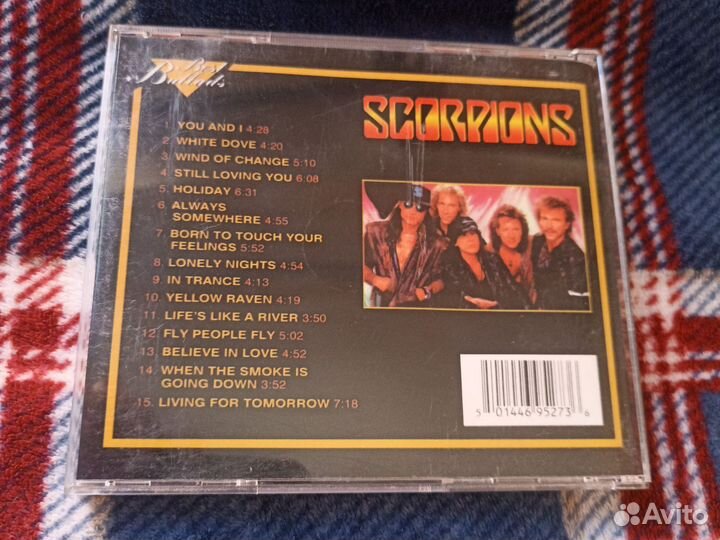 Best
Ballads
SCORPIONS
1. YOU AND I 4:28
2. WHITE DOVE 4:20
3. WIND OF CHANGE 5:10
4. STILL LOVING YOU 6:08
5. HOLIDAY 6.31
6. ALWAYS
SOMEWHERE 4:55
7. BORN TO TOUCH YOUR
FEELINGS 5:52
8. LONELY NIGHTS 4:54
9. IN TRANCE 4:13
10. YELLOW RAVEN 4:19
11. LIFE'S LIKE A RIVER 3:50
12. FLY PEOPLE FLY 5:02
13. BELIEVE IN LOVE 4:52
14. WHEN THE SMOKE IS
GOING DOWN 3:52
15. LIVING FOR TOMORROW 7:18
5 01446 95273 6
Avito